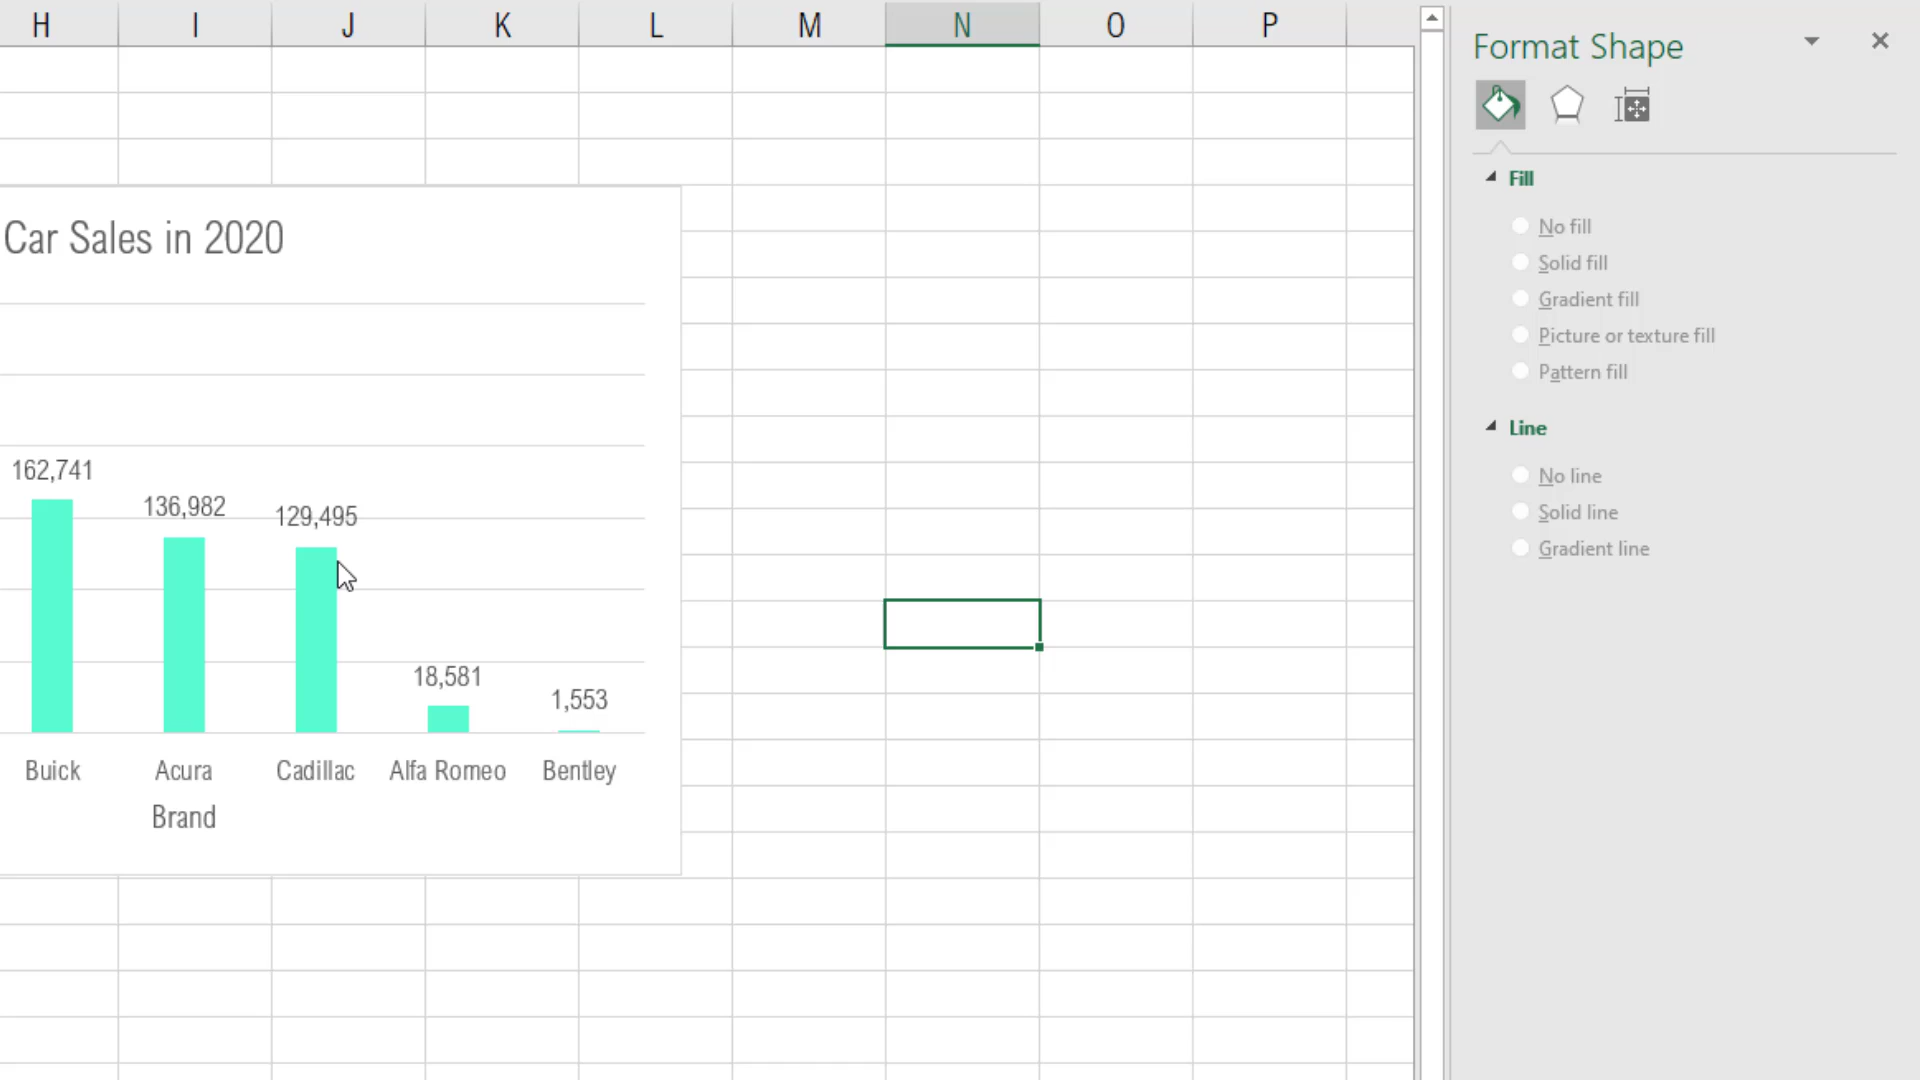 H I J K L M N O P
Format Shape
Fill
No fill
Solid fill
Gradient fill
Picture or texture fill
Pattern fill
Line
No line
Solid line
Gradient line
Car Sales in 2020
162,741
136,982
129,495
18,581
1,553
Buick Acura Cadillac Alfa Romeo Bentley
Brand